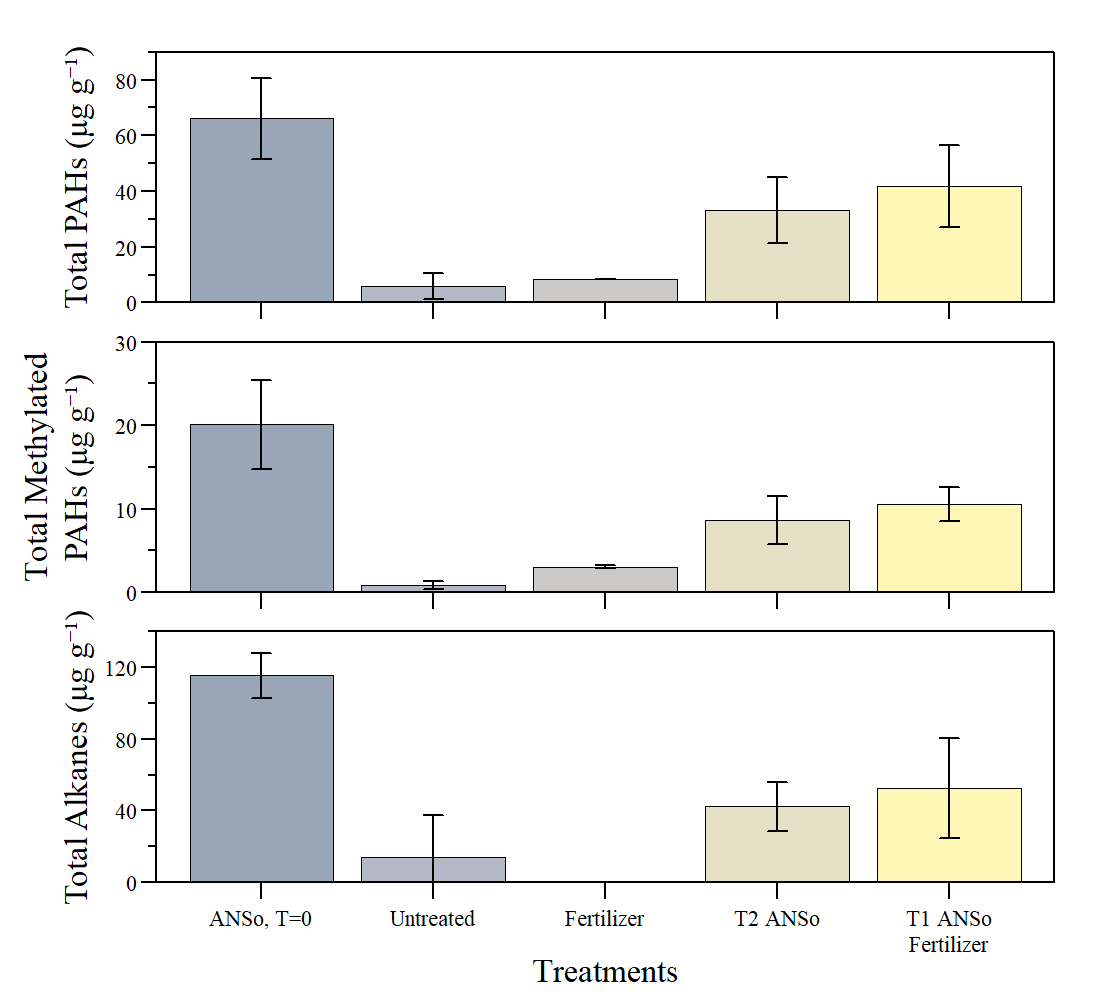 Total PAHs (µg g⁻¹)
80
60
40
20
0
Total Methylated
PAHs (µg g⁻¹)
30
20
10
0
Total Alkanes (µg g⁻¹)
120
80
40
0
ANSo, T=0
Untreated
Fertilizer
T2 ANSo
T1 ANSo
Fertilizer
Treatments